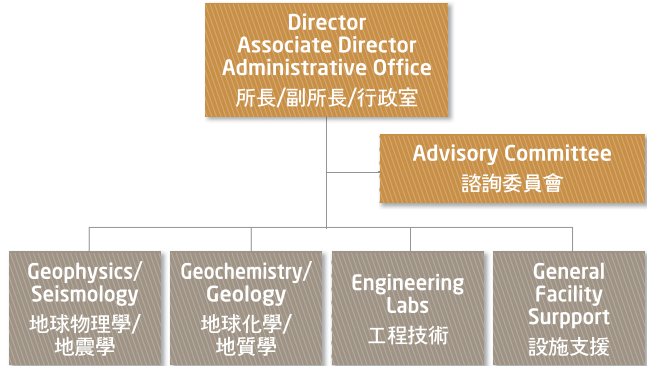 Director
Associate Director
Administrative Office
所長/副所長/行政室
Advisory Committee
諮詢委員會
Geophysics/
Seismology
地球物理學/
地震學
Geochemistry/
Geology
地球化學/
地質學
Engineering
Labs
工程技術
General
Facility
Surpport
設施支援